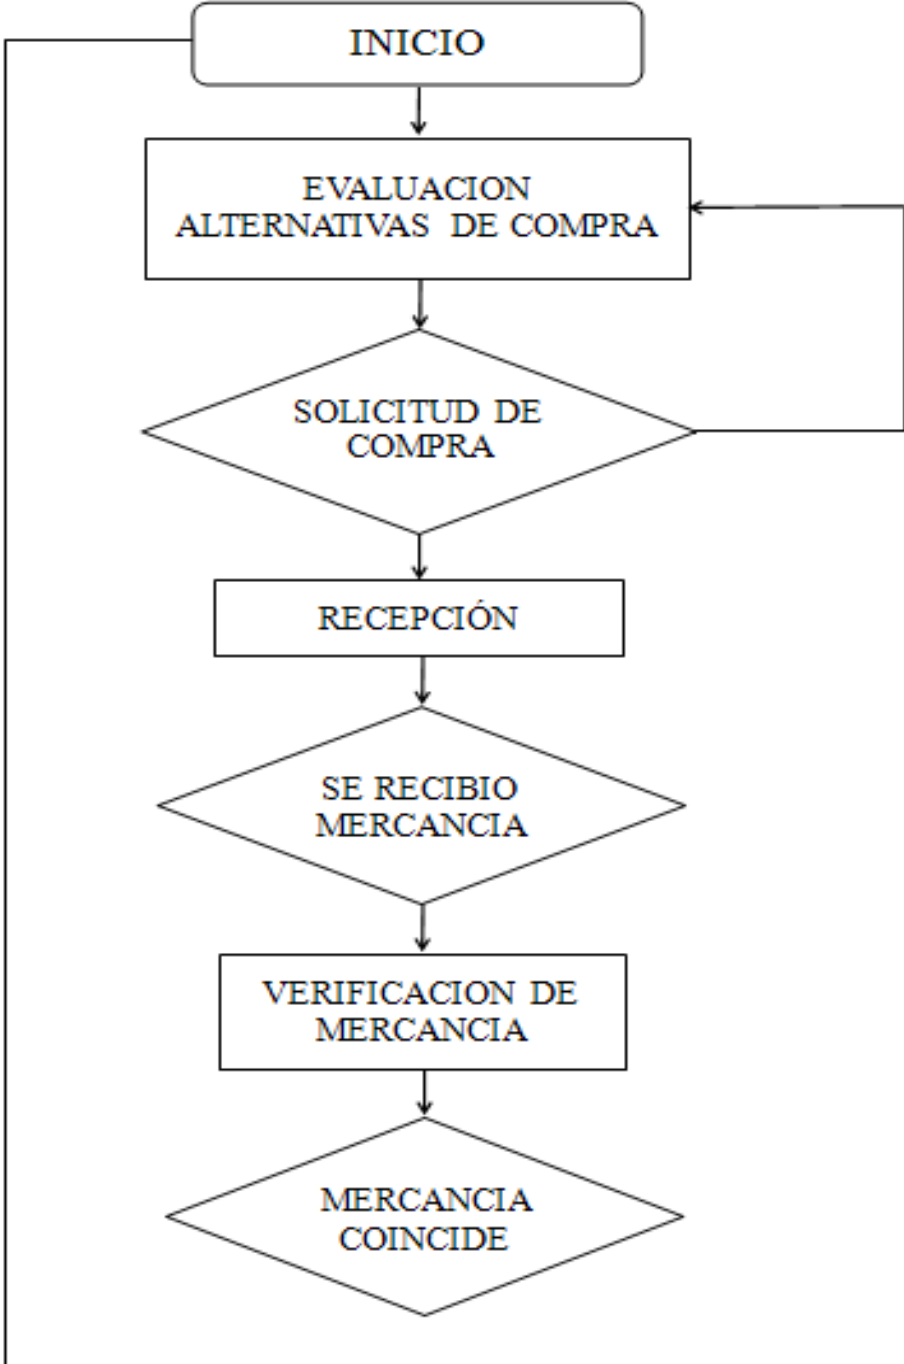 INICIO
EVALUACION
ALTERNATIVAS DE COMPRA
SOLICITUD DE
COMPRA
RECEPCIÓN
SE RECIBIO
MERCANCIA
VERIFICACION DE
MERCANCIA
MERCANCIA
COINCIDE